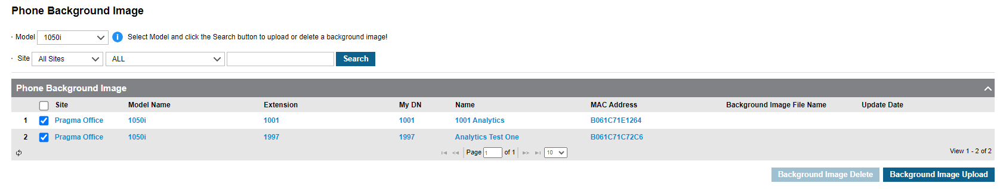 Phone Background Image
· Model 1050i i Select Model and click the Search button to upload or delete a background image!
· Site All Sites ALL Search
Phone Background Image
Site Model Name Extension My DN Name MAC Address Background Image File Name Update Date
1 Pragma Office 1050i 1001 1001 1001 Analytics B061C71E1264
2 Pragma Office 1050i 1997 1997 Analytics Test One B061C71C72C6
Page 1 of 1 10 View 1 - 2 of 2
Background Image Delete Background Image Upload